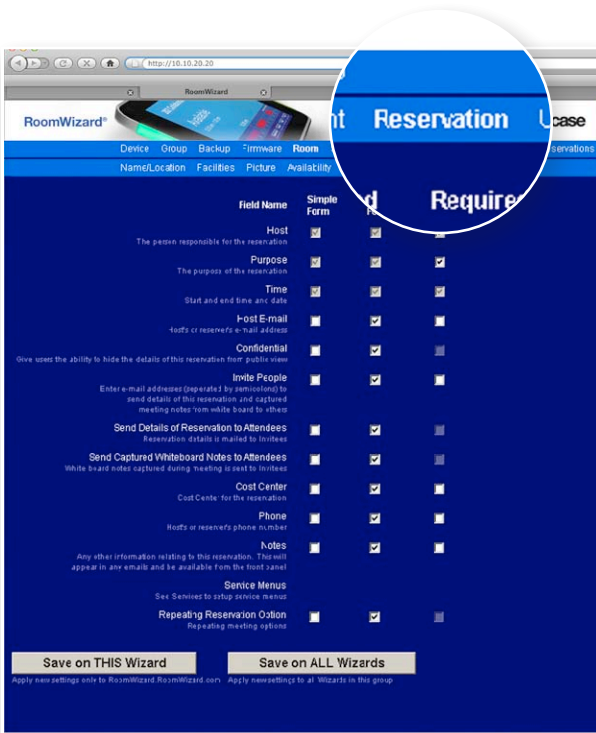 http://10.10.20.20
RoomWizard
RoomWizard®
nt Reservation U case
Device Group Backup Firmware Room
servations
Name/Location Facilities Picture Availability
Field Name Simple Form Required
Host
The person responsible for the reservation
Purpose
The purpose of the reservation
Time
Start and end time and date
Host E-mail
Host's or reserver's e-mail address
Confidential
Give users the ability to hide the details of this reservation from public view
Invite People
Enter e-mail addresses (seperated by semicolons) to
send details of this reservation and captured
meeting notes from white board to others
Send Details of Reservation to Attendees
Reservation details is mailed to Invitees
Send Captured Whiteboard Notes to Attendees
White board notes captured during meeting is sent to Invitees
Cost Center
Cost Center for the reservation
Phone
Host's or reserver's phone number
Notes
Any other information relating to this reservation. This will
appear in any emails and be available from the front panel
Service Menus
See Services to setup service menus
Repeating Reservation Option
Repeating meeting options
Save on THIS Wizard Save on ALL Wizards
Apply new settings only to RoomWizard.RoomWizard.com Apply new settings to all Wizards in this group